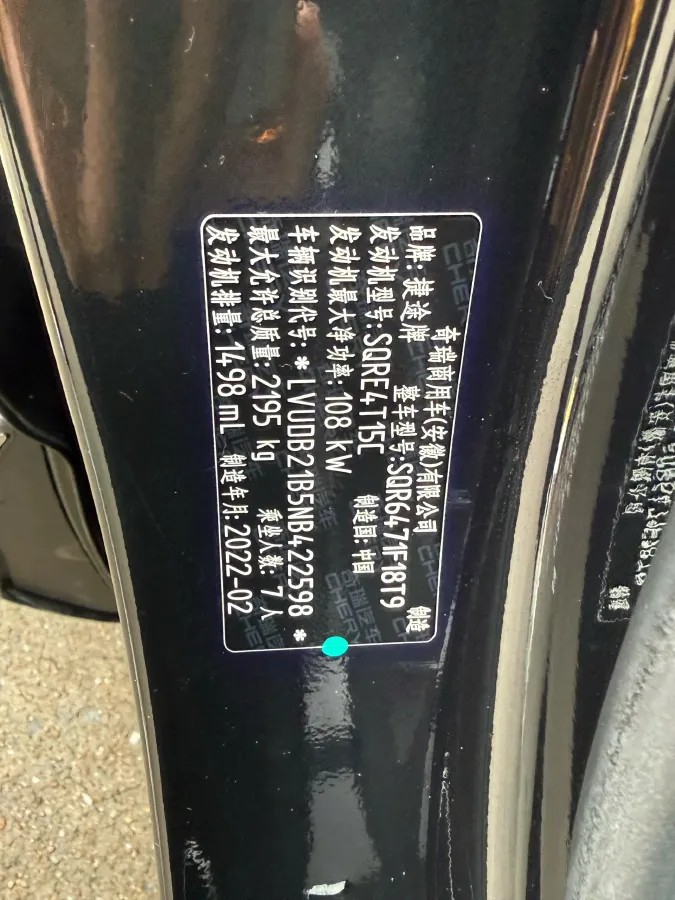 奇瑞商用车(安徽)有限公司 制造
品牌: 捷途牌 整车型号:SQR6471F18T9
发动机型号:SQRE4T15C 制造国:中国
发动机最大净功率:108 kW
车辆识别代号:*LVUDB21B5NB422598*
最大允许总质量:2195 kg 乘坐人数: 7 人
发动机排量:1498 mL 制造年月:2022-02